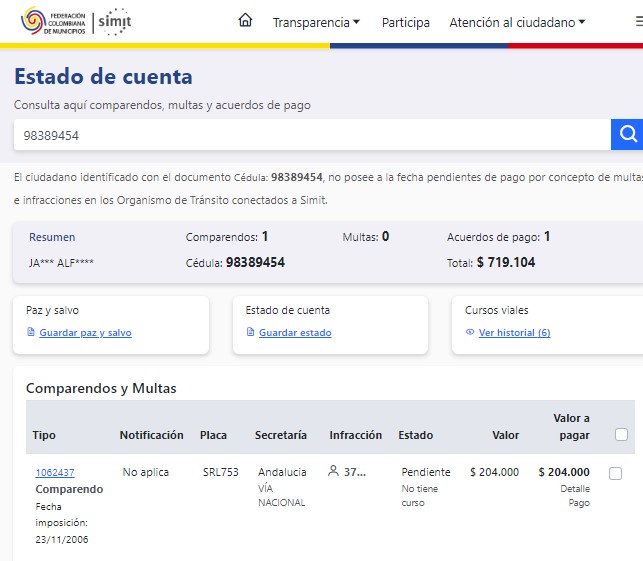 FEDERACIÓN
COLOMBIANA
DE MUNICIPIOS
simit
Transparencia
Participa
Atención al ciudadano
Estado de cuenta
Consulta aquí comparendos, multas y acuerdos de pago
98389454
El ciudadano identificado con el documento Cédula: 98389454, no posee a la fecha pendientes de pago por concepto de multas
e infracciones en los Organismo de Tránsito conectados a Simit.
Resumen Comparendos: 1 Multas: 0 Acuerdos de pago: 1
JA*** ALF**** Cédula: 98389454 Total: $ 719.104
Paz y salvo Estado de cuenta Cursos viales
Guardar paz y salvo Guardar estado Ver historial (6)
Comparendos y Multas
Tipo Notificación Placa Secretaría Infracción Estado Valor Valor a
pagar
1062437 No aplica SRL753 Andalucía 37... Pendiente $ 204.000 $ 204.000
Comparendo VÍA No tiene Detalle
Fecha NACIONAL curso Pago
imposición:
23/11/2006